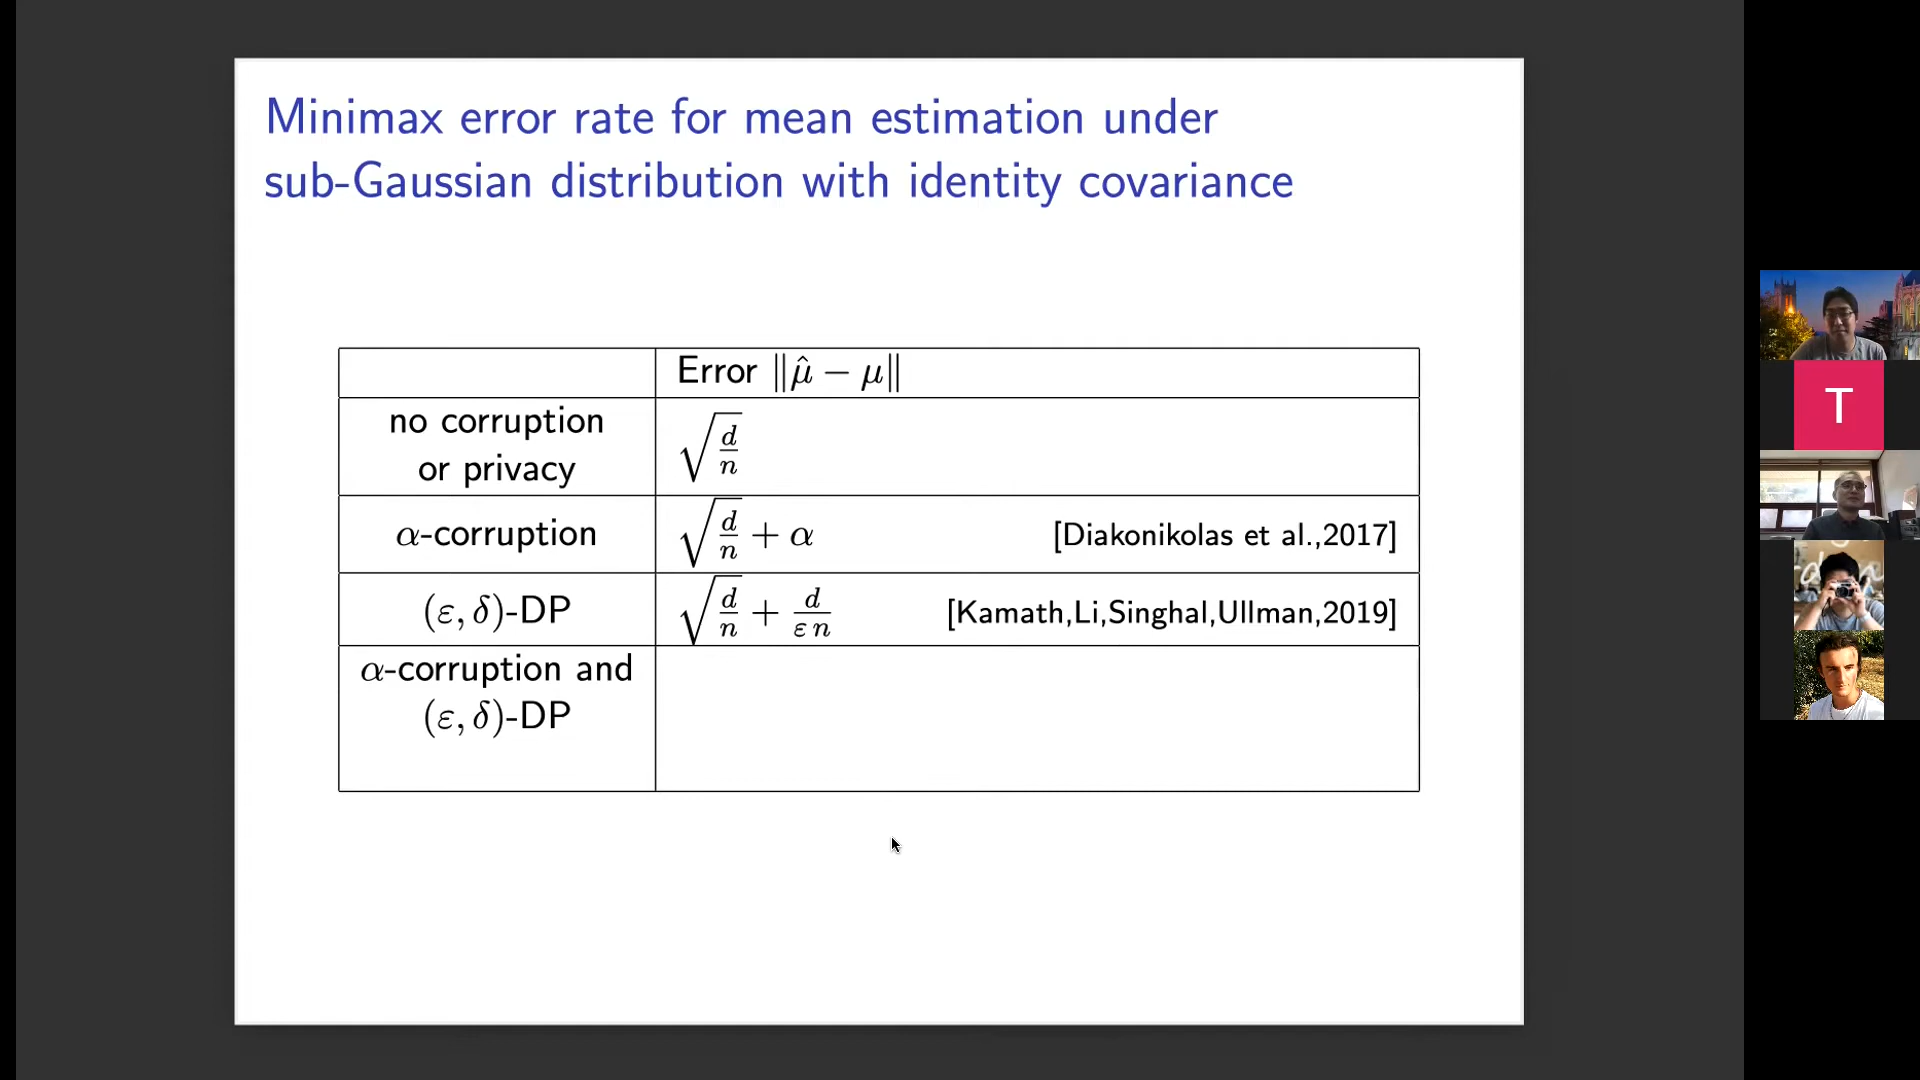 Minimax error rate for mean estimation under
sub-Gaussian distribution with identity covariance
Error ‖μ̂ − μ‖
no corruption
or privacy
√(d/n)
α-corruption
√(d/n) + α
[Diakonikolas et al.,2017]
(ε, δ)-DP
√(d/n) + d/(ε n)
[Kamath,Li,Singhal,Ullman,2019]
α-corruption and
(ε, δ)-DP
T